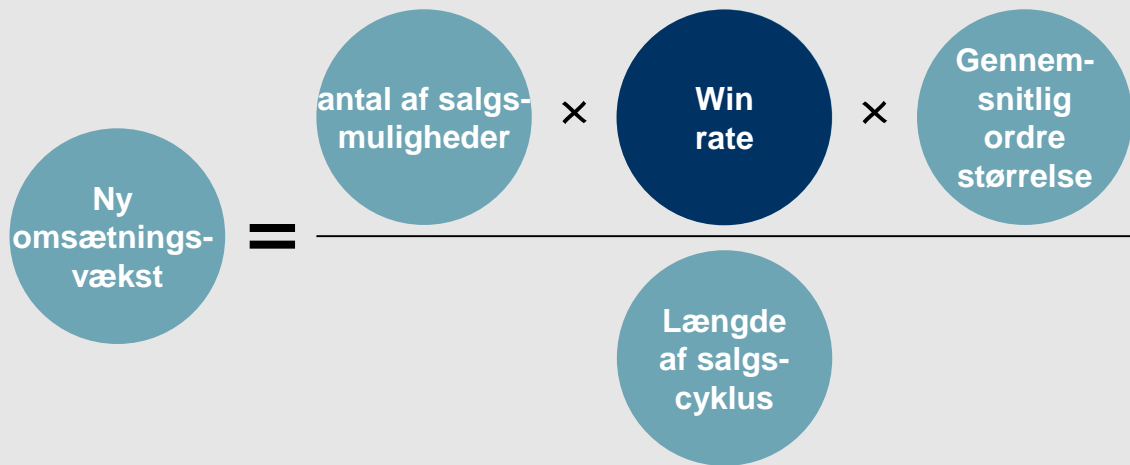 Ny
omsætnings-
vækst
=
antal af salgs-
muligheder
×
Win
rate
×
Gennem-
snitlig
ordre
størrelse
Længde
af salgs-
cyklus